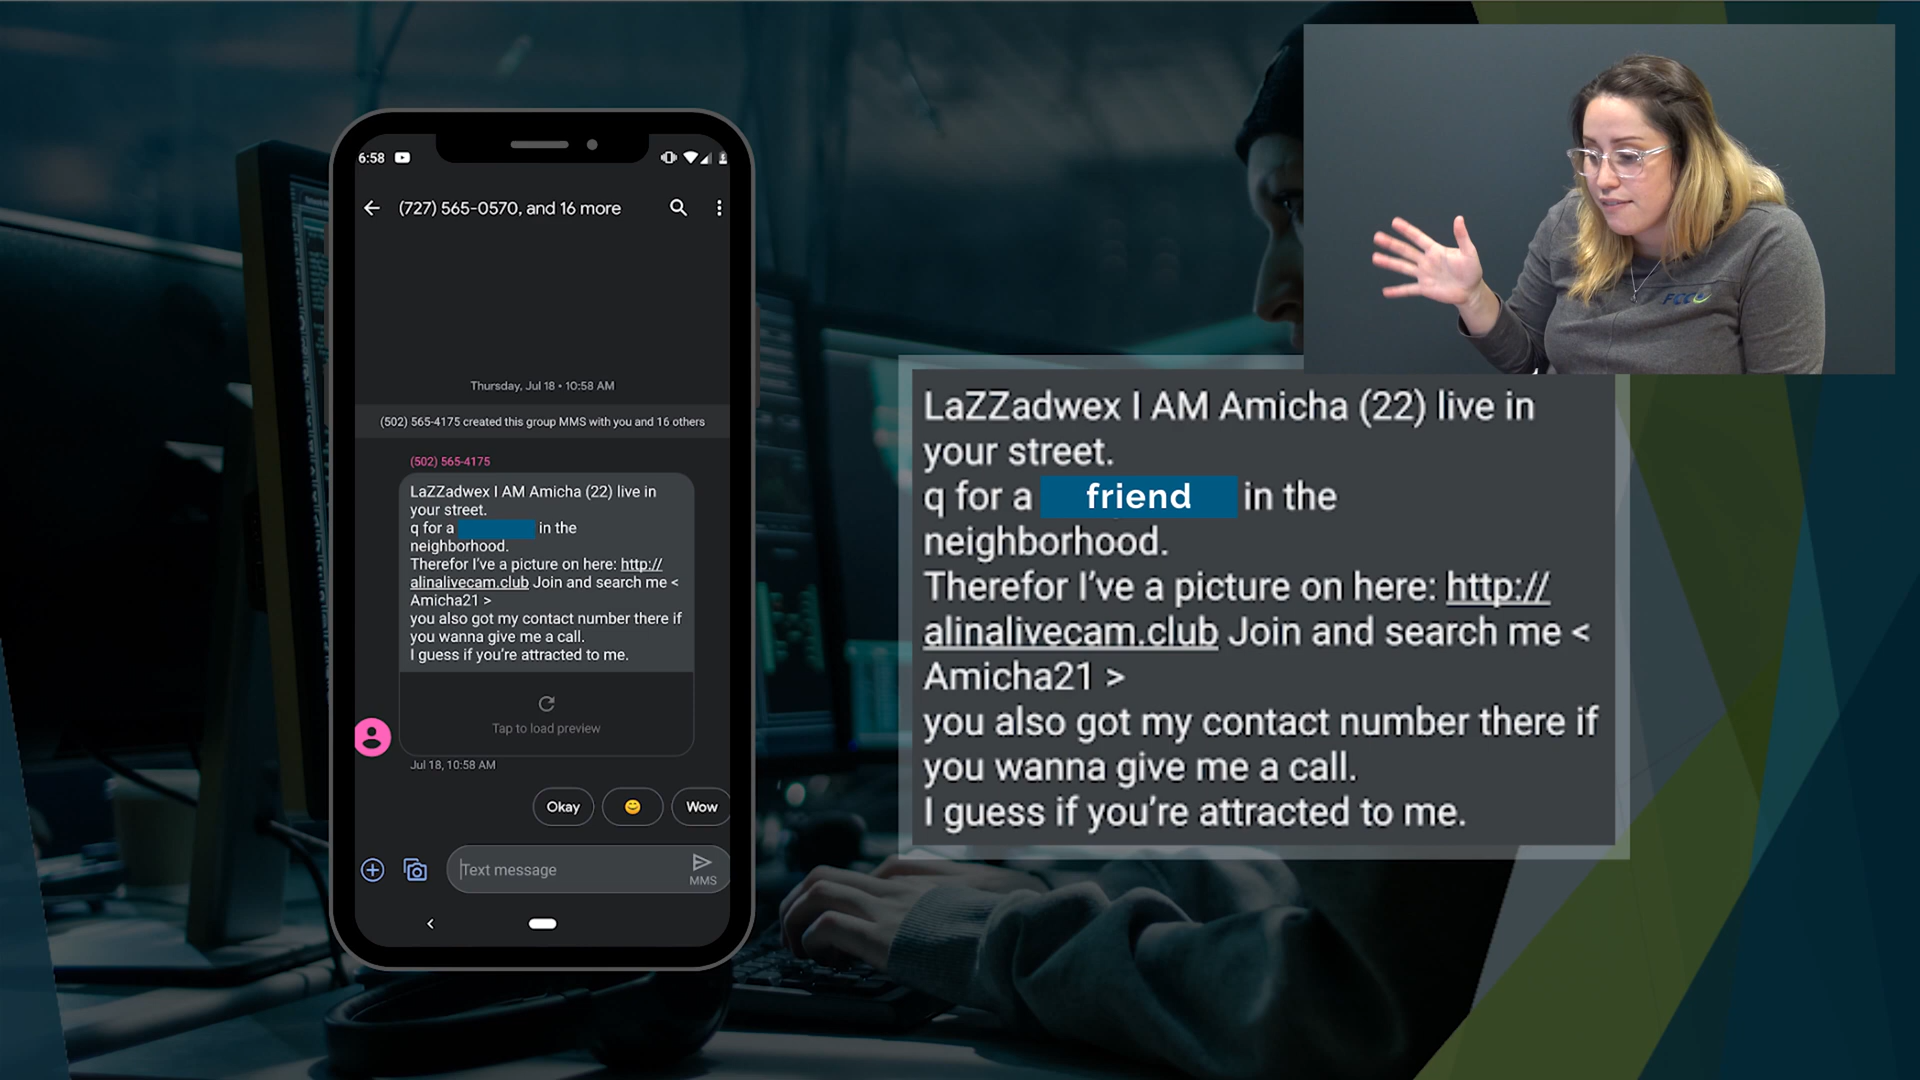 6:58
(727) 565-0570, and 16 more
Thursday, Jul 18 • 10:58 AM
(502) 565-4175 created this group MMS with you and 16 others
(502) 565-4175
LaZZadwex I AM Amicha (22) live in
your street.
q for a in the
neighborhood.
Therefor I've a picture on here: http://
alinalivecam.club Join and search me <
Amicha21 >
you also got my contact number there if
you wanna give me a call.
I guess if you're attracted to me.
Tap to load preview
Jul 18, 10:58 AM
Okay
Wow
Text message
MMS
FCCU
LaZZadwex I AM Amicha (22) live in
your street.
q for a friend in the
neighborhood.
Therefor I've a picture on here: http://
alinalivecam.club Join and search me <
Amicha21 >
you also got my contact number there if
you wanna give me a call.
I guess if you're attracted to me.